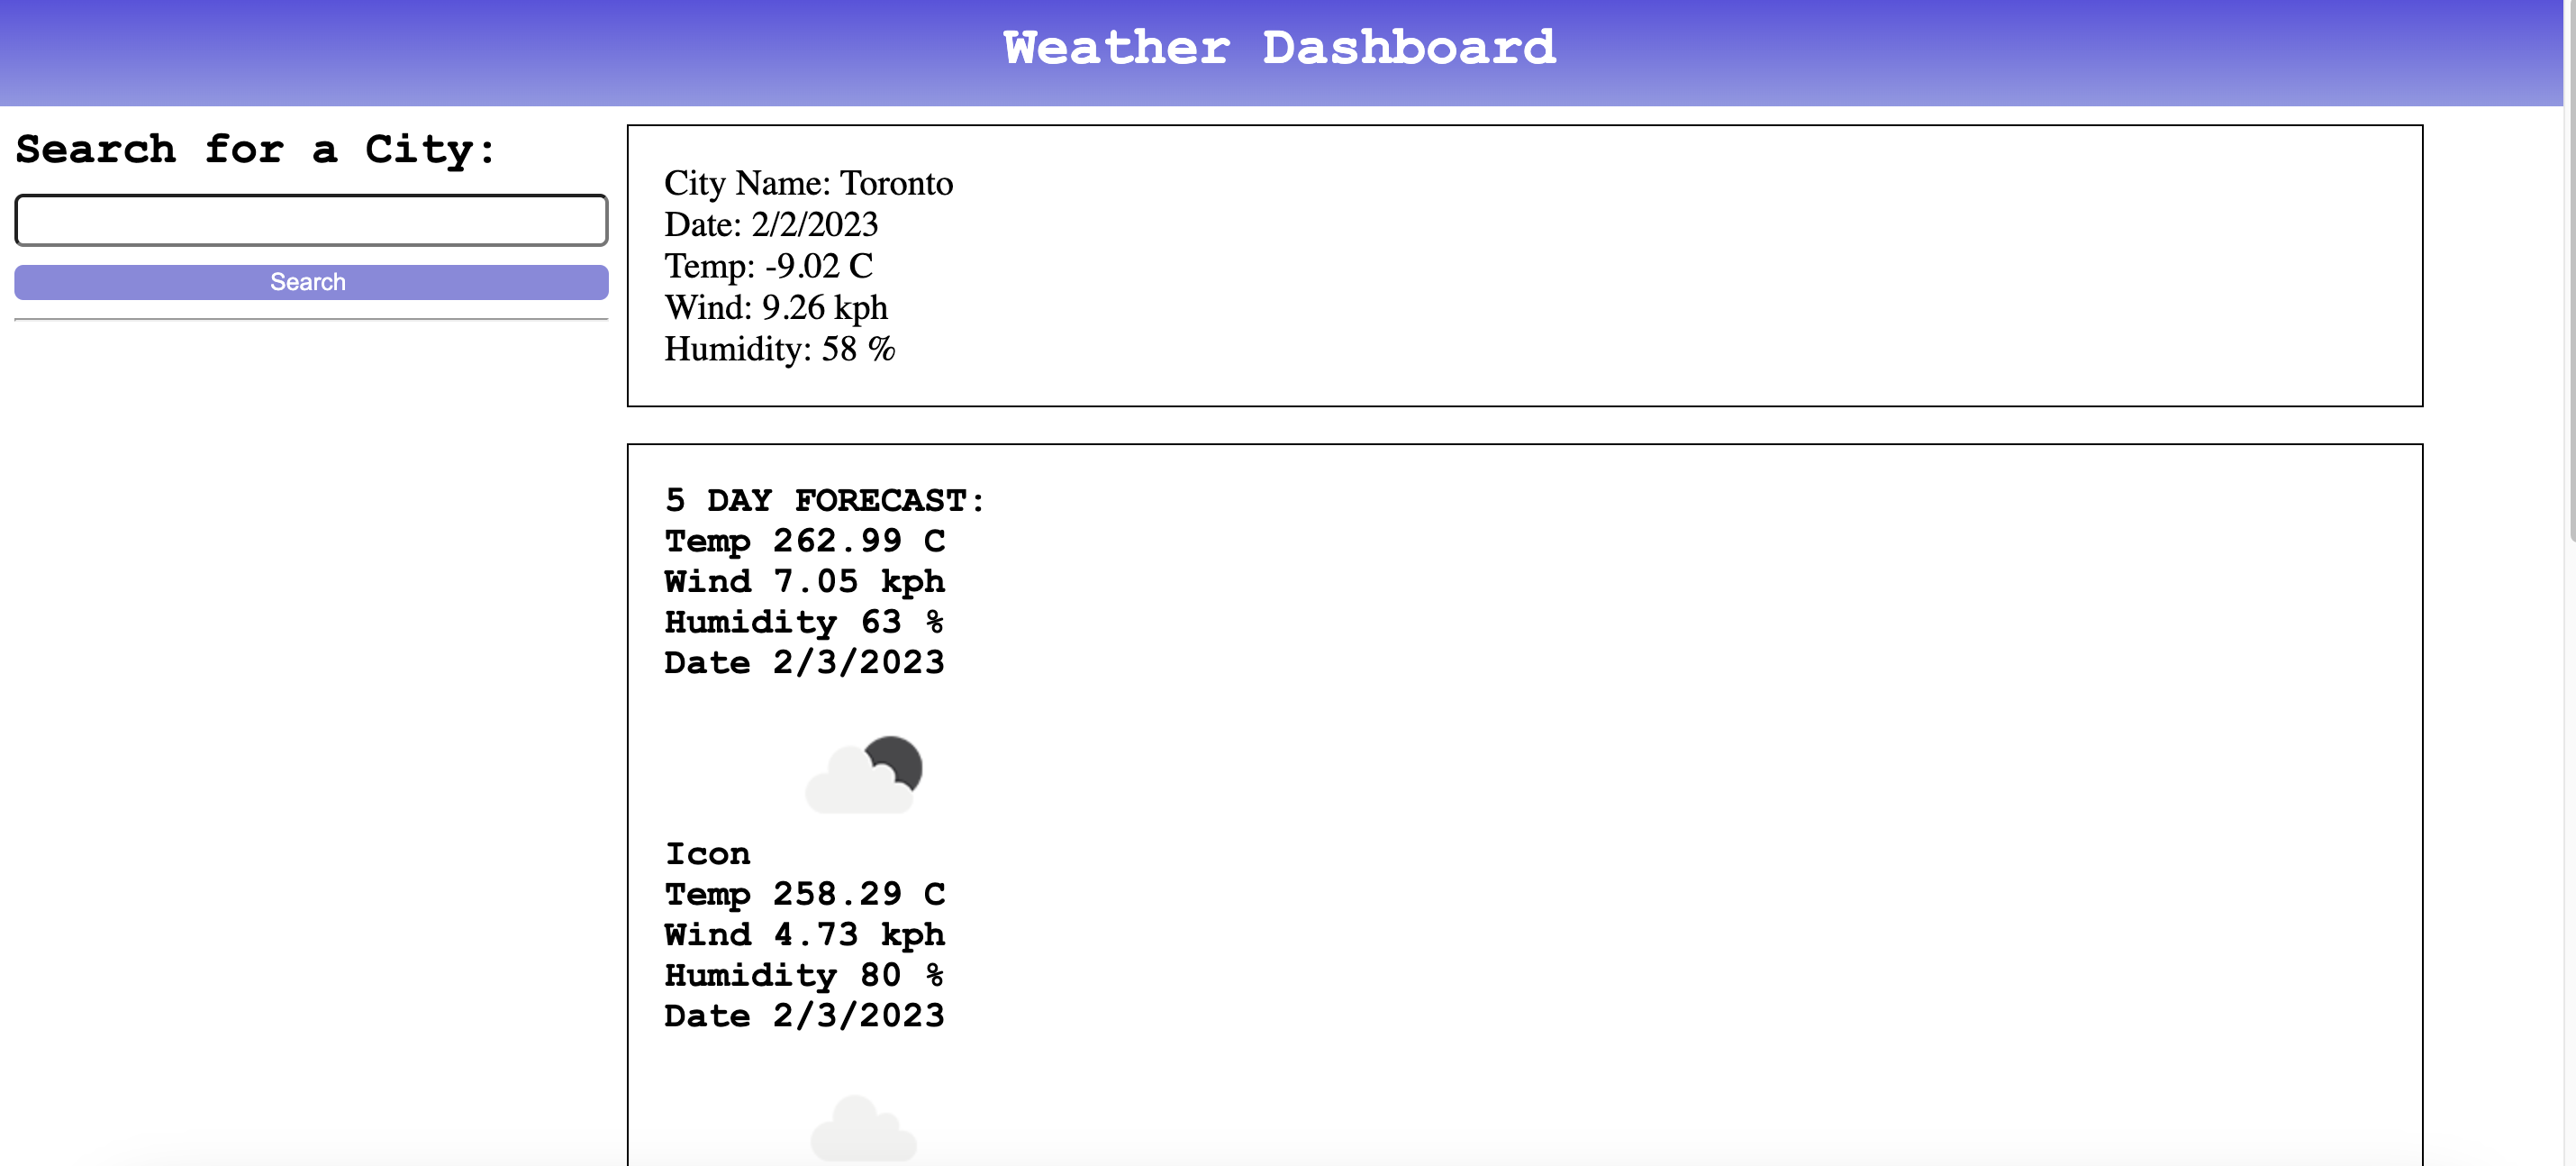 Weather Dashboard
Search for a City:
Search
City Name: Toronto
Date: 2/2/2023
Temp: -9.02 C
Wind: 9.26 kph
Humidity: 58 %
5 DAY FORECAST:
Temp 262.99 C
Wind 7.05 kph
Humidity 63 %
Date 2/3/2023
Icon
Temp 258.29 C
Wind 4.73 kph
Humidity 80 %
Date 2/3/2023